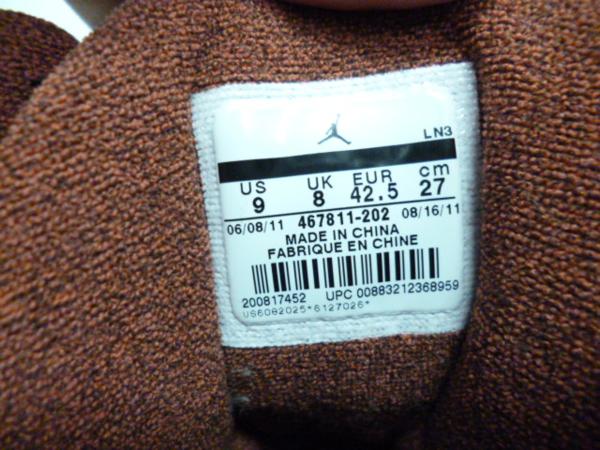 LN3
US UK EUR cm
9 8 42.5 27
06/08/11 467811-202 08/16/11
MADE IN CHINA
FABRIQUE EN CHINE
200817452 UPC 00883212368959
US6082025*6127026*